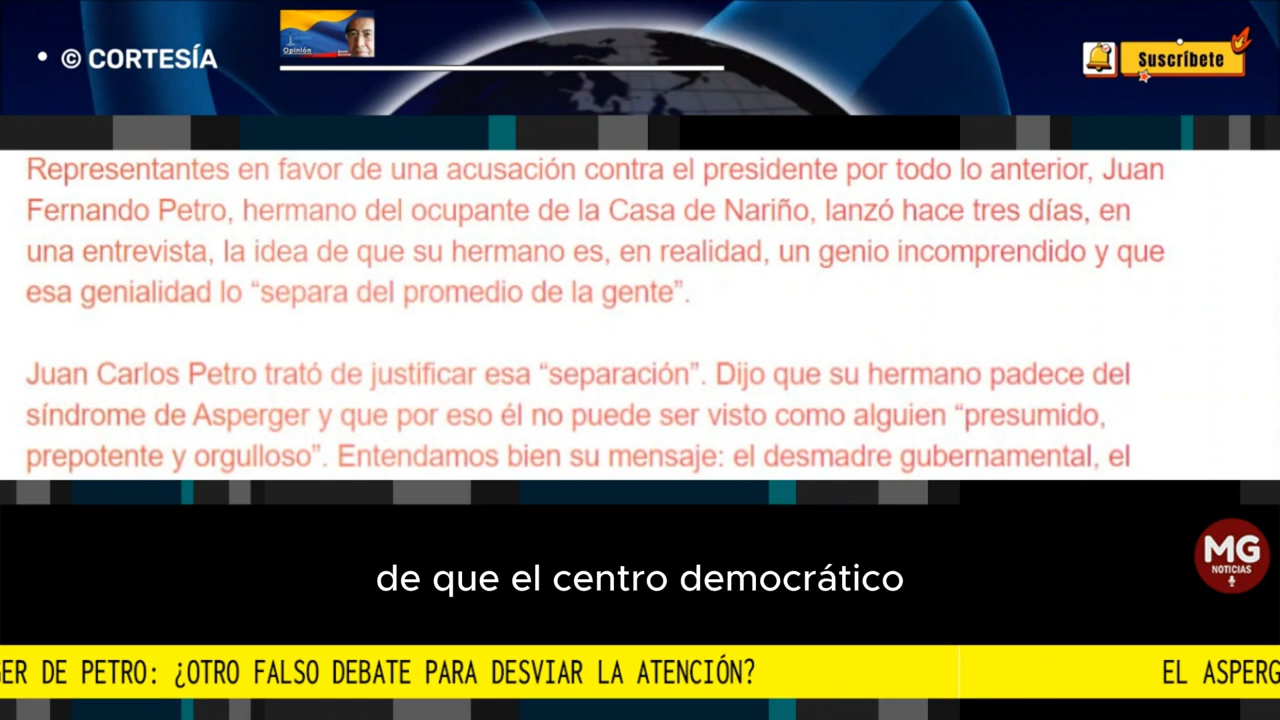 • © CORTESÍA
Opinión
Suscríbete
Representantes en favor de una acusación contra el presidente por todo lo anterior, Juan
Fernando Petro, hermano del ocupante de la Casa de Nariño, lanzó hace tres días, en
una entrevista, la idea de que su hermano es, en realidad, un genio incomprendido y que
esa genialidad lo “separa del promedio de la gente”.
Juan Carlos Petro trató de justificar esa “separación”. Dijo que su hermano padece del
síndrome de Asperger y que por eso él no puede ser visto como alguien “presumido,
prepotente y orgulloso”. Entendamos bien su mensaje: el desmadre gubernamental, el
de que el centro democrático
MG
NOTICIAS
ER DE PETRO: ¿OTRO FALSO DEBATE PARA DESVIAR LA ATENCIÓN? EL ASPERG